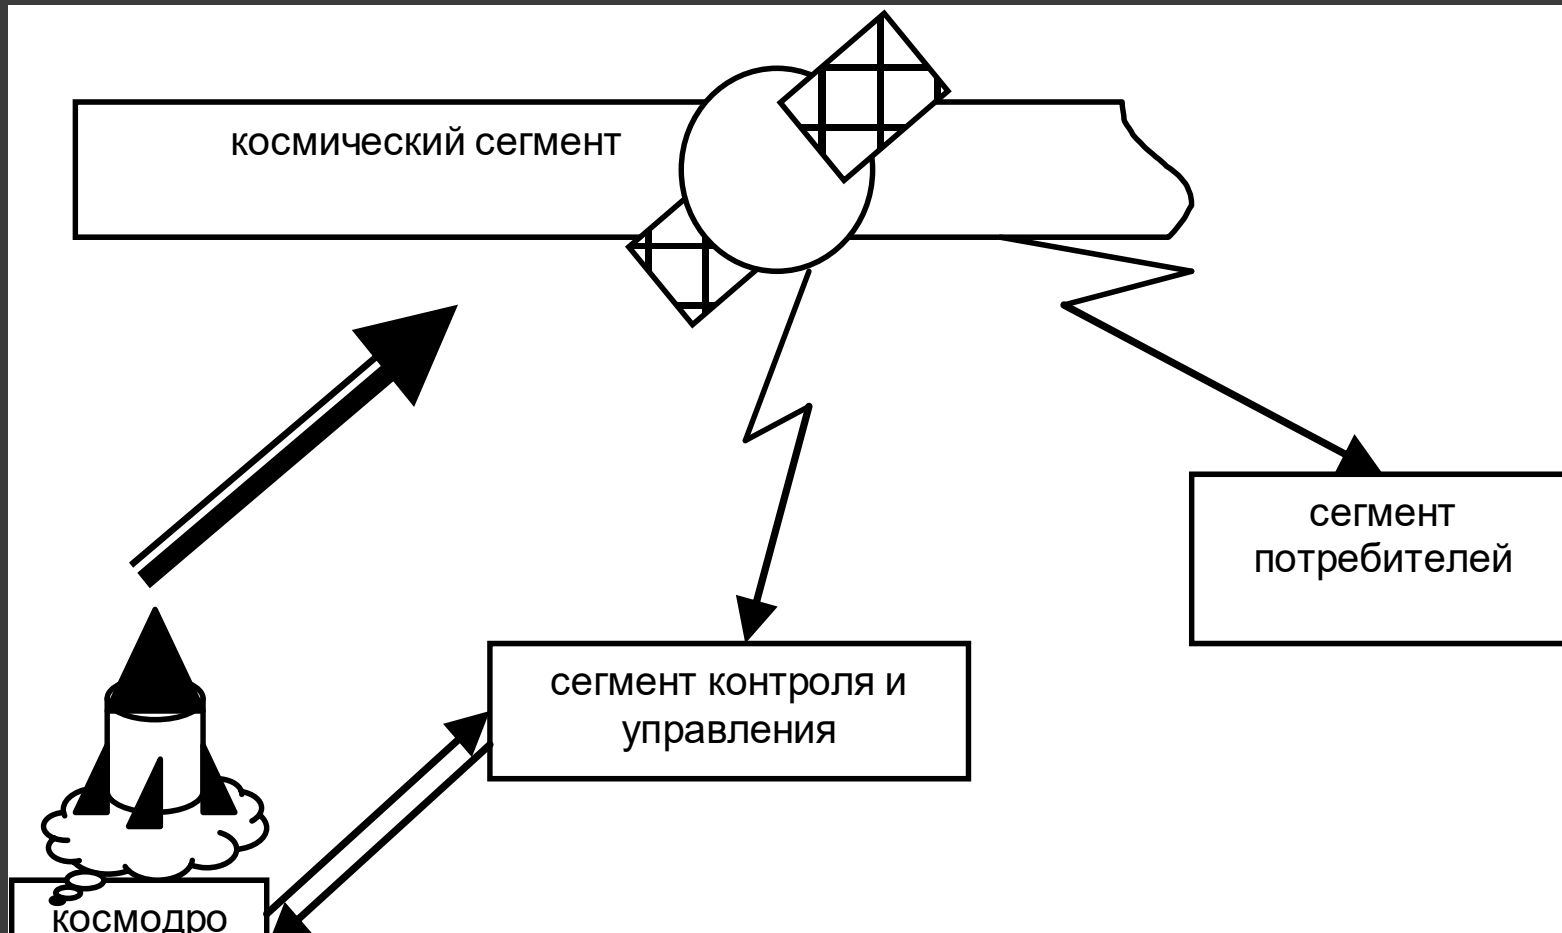 космический сегмент
сегмент
потребителей
сегмент контроля и
управления
космодро